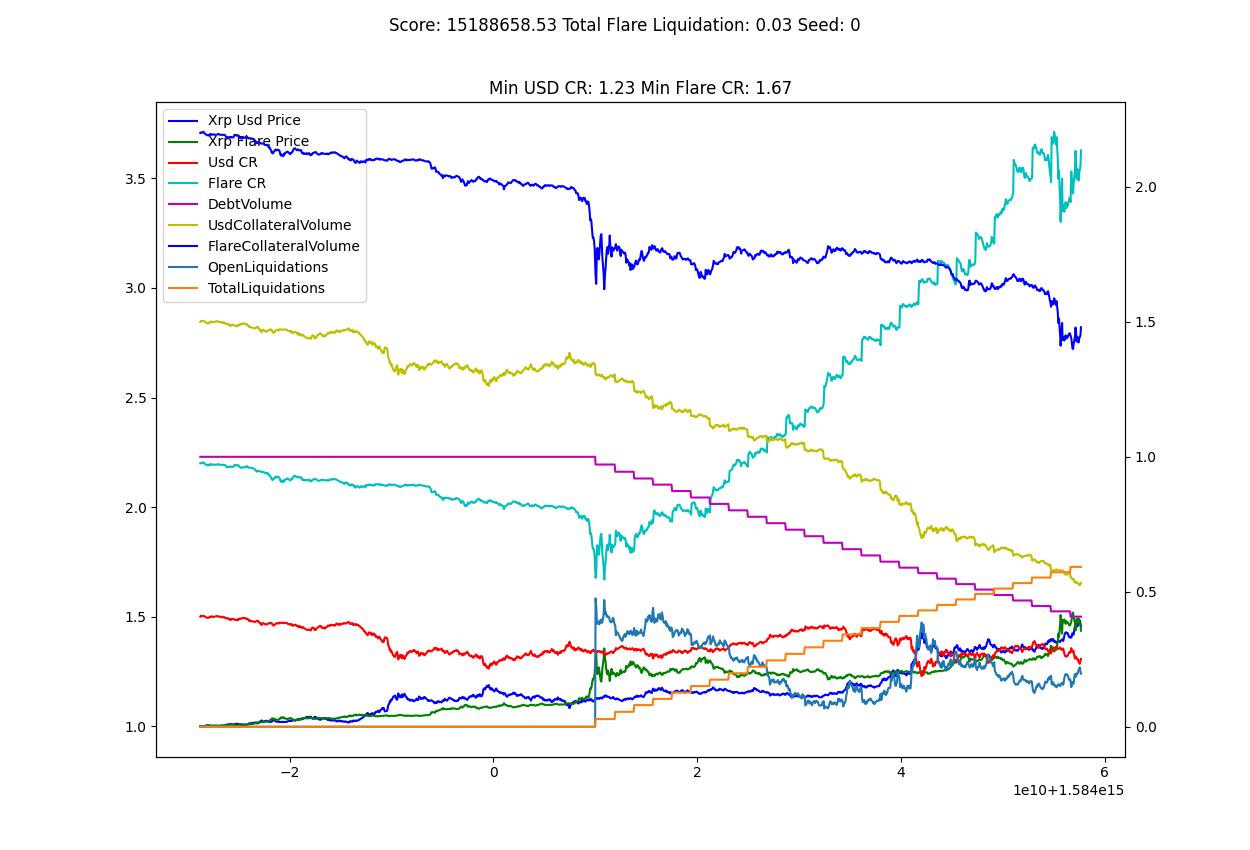 Score: 15188658.53 Total Flare Liquidation: 0.03 Seed: 0
Min USD CR: 1.23 Min Flare CR: 1.67
Xrp Usd Price
Xrp Flare Price
Usd CR
Flare CR
DebtVolume
UsdCollateralVolume
FlareCollateralVolume
OpenLiquidations
TotalLiquidations
3.5
3.0
2.5
2.0
1.5
1.0
2.0
1.5
1.0
0.5
0.0
−2
0
2
4
6
1e10+1.584e15